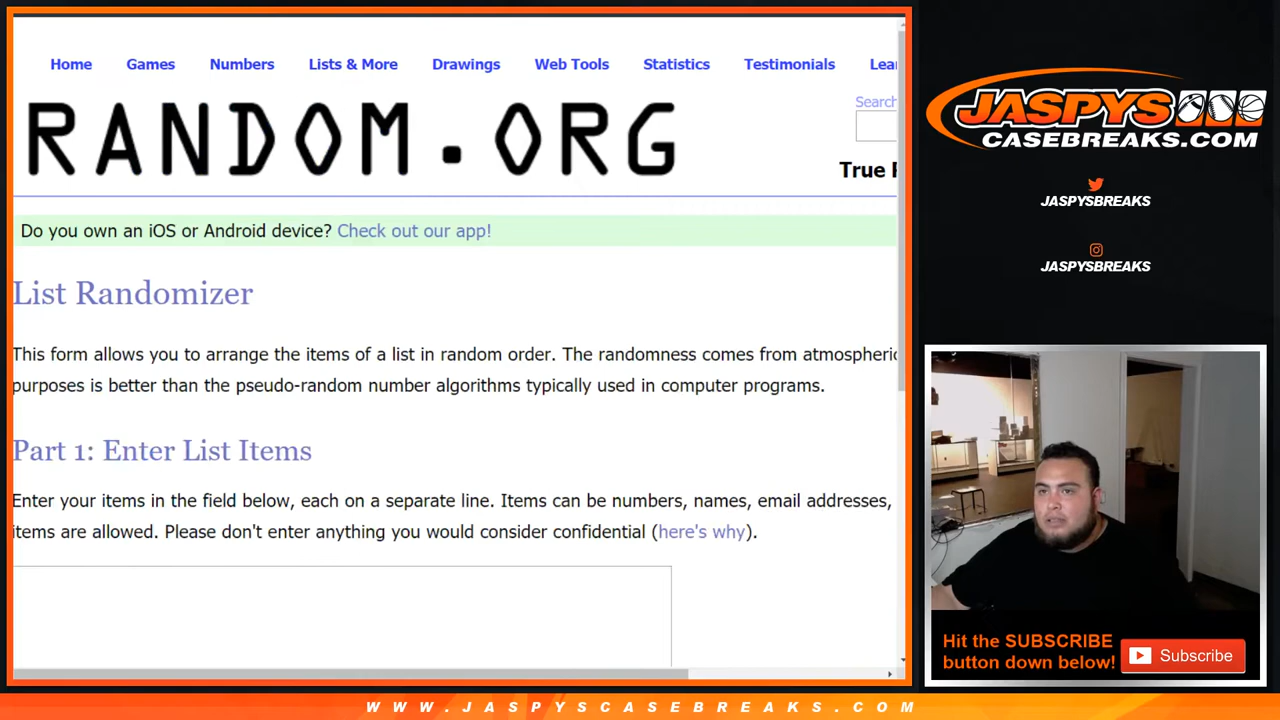 Home Games Numbers Lists & More Drawings Web Tools Statistics Testimonials Lear
RANDOM.ORG
Search
True R
Do you own an iOS or Android device? Check out our app!
List Randomizer
This form allows you to arrange the items of a list in random order. The randomness comes from atmospheric
purposes is better than the pseudo-random number algorithms typically used in computer programs.
Part 1: Enter List Items
Enter your items in the field below, each on a separate line. Items can be numbers, names, email addresses,
items are allowed. Please don't enter anything you would consider confidential (here's why).
JASPYS
CASEBREAKS.COM
JASPYSBREAKS
JASPYSBREAKS
Hit the SUBSCRIBE
button down below!
Subscribe
WWW.JASPYSCASEBREAKS.COM